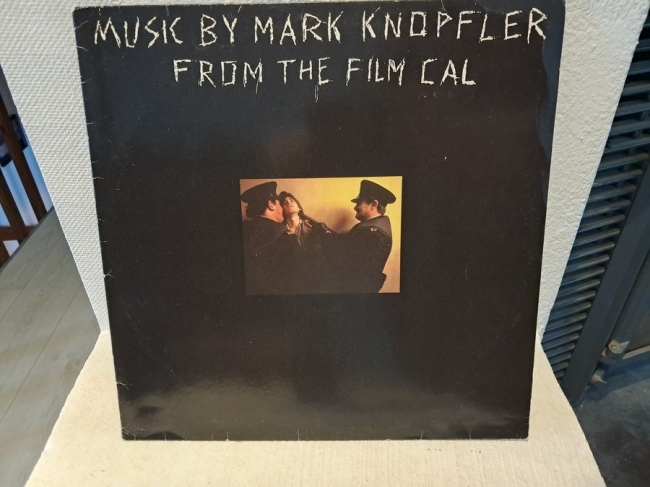 MUSIC BY MARK KNOPFLER
FROM THE FILM CAL